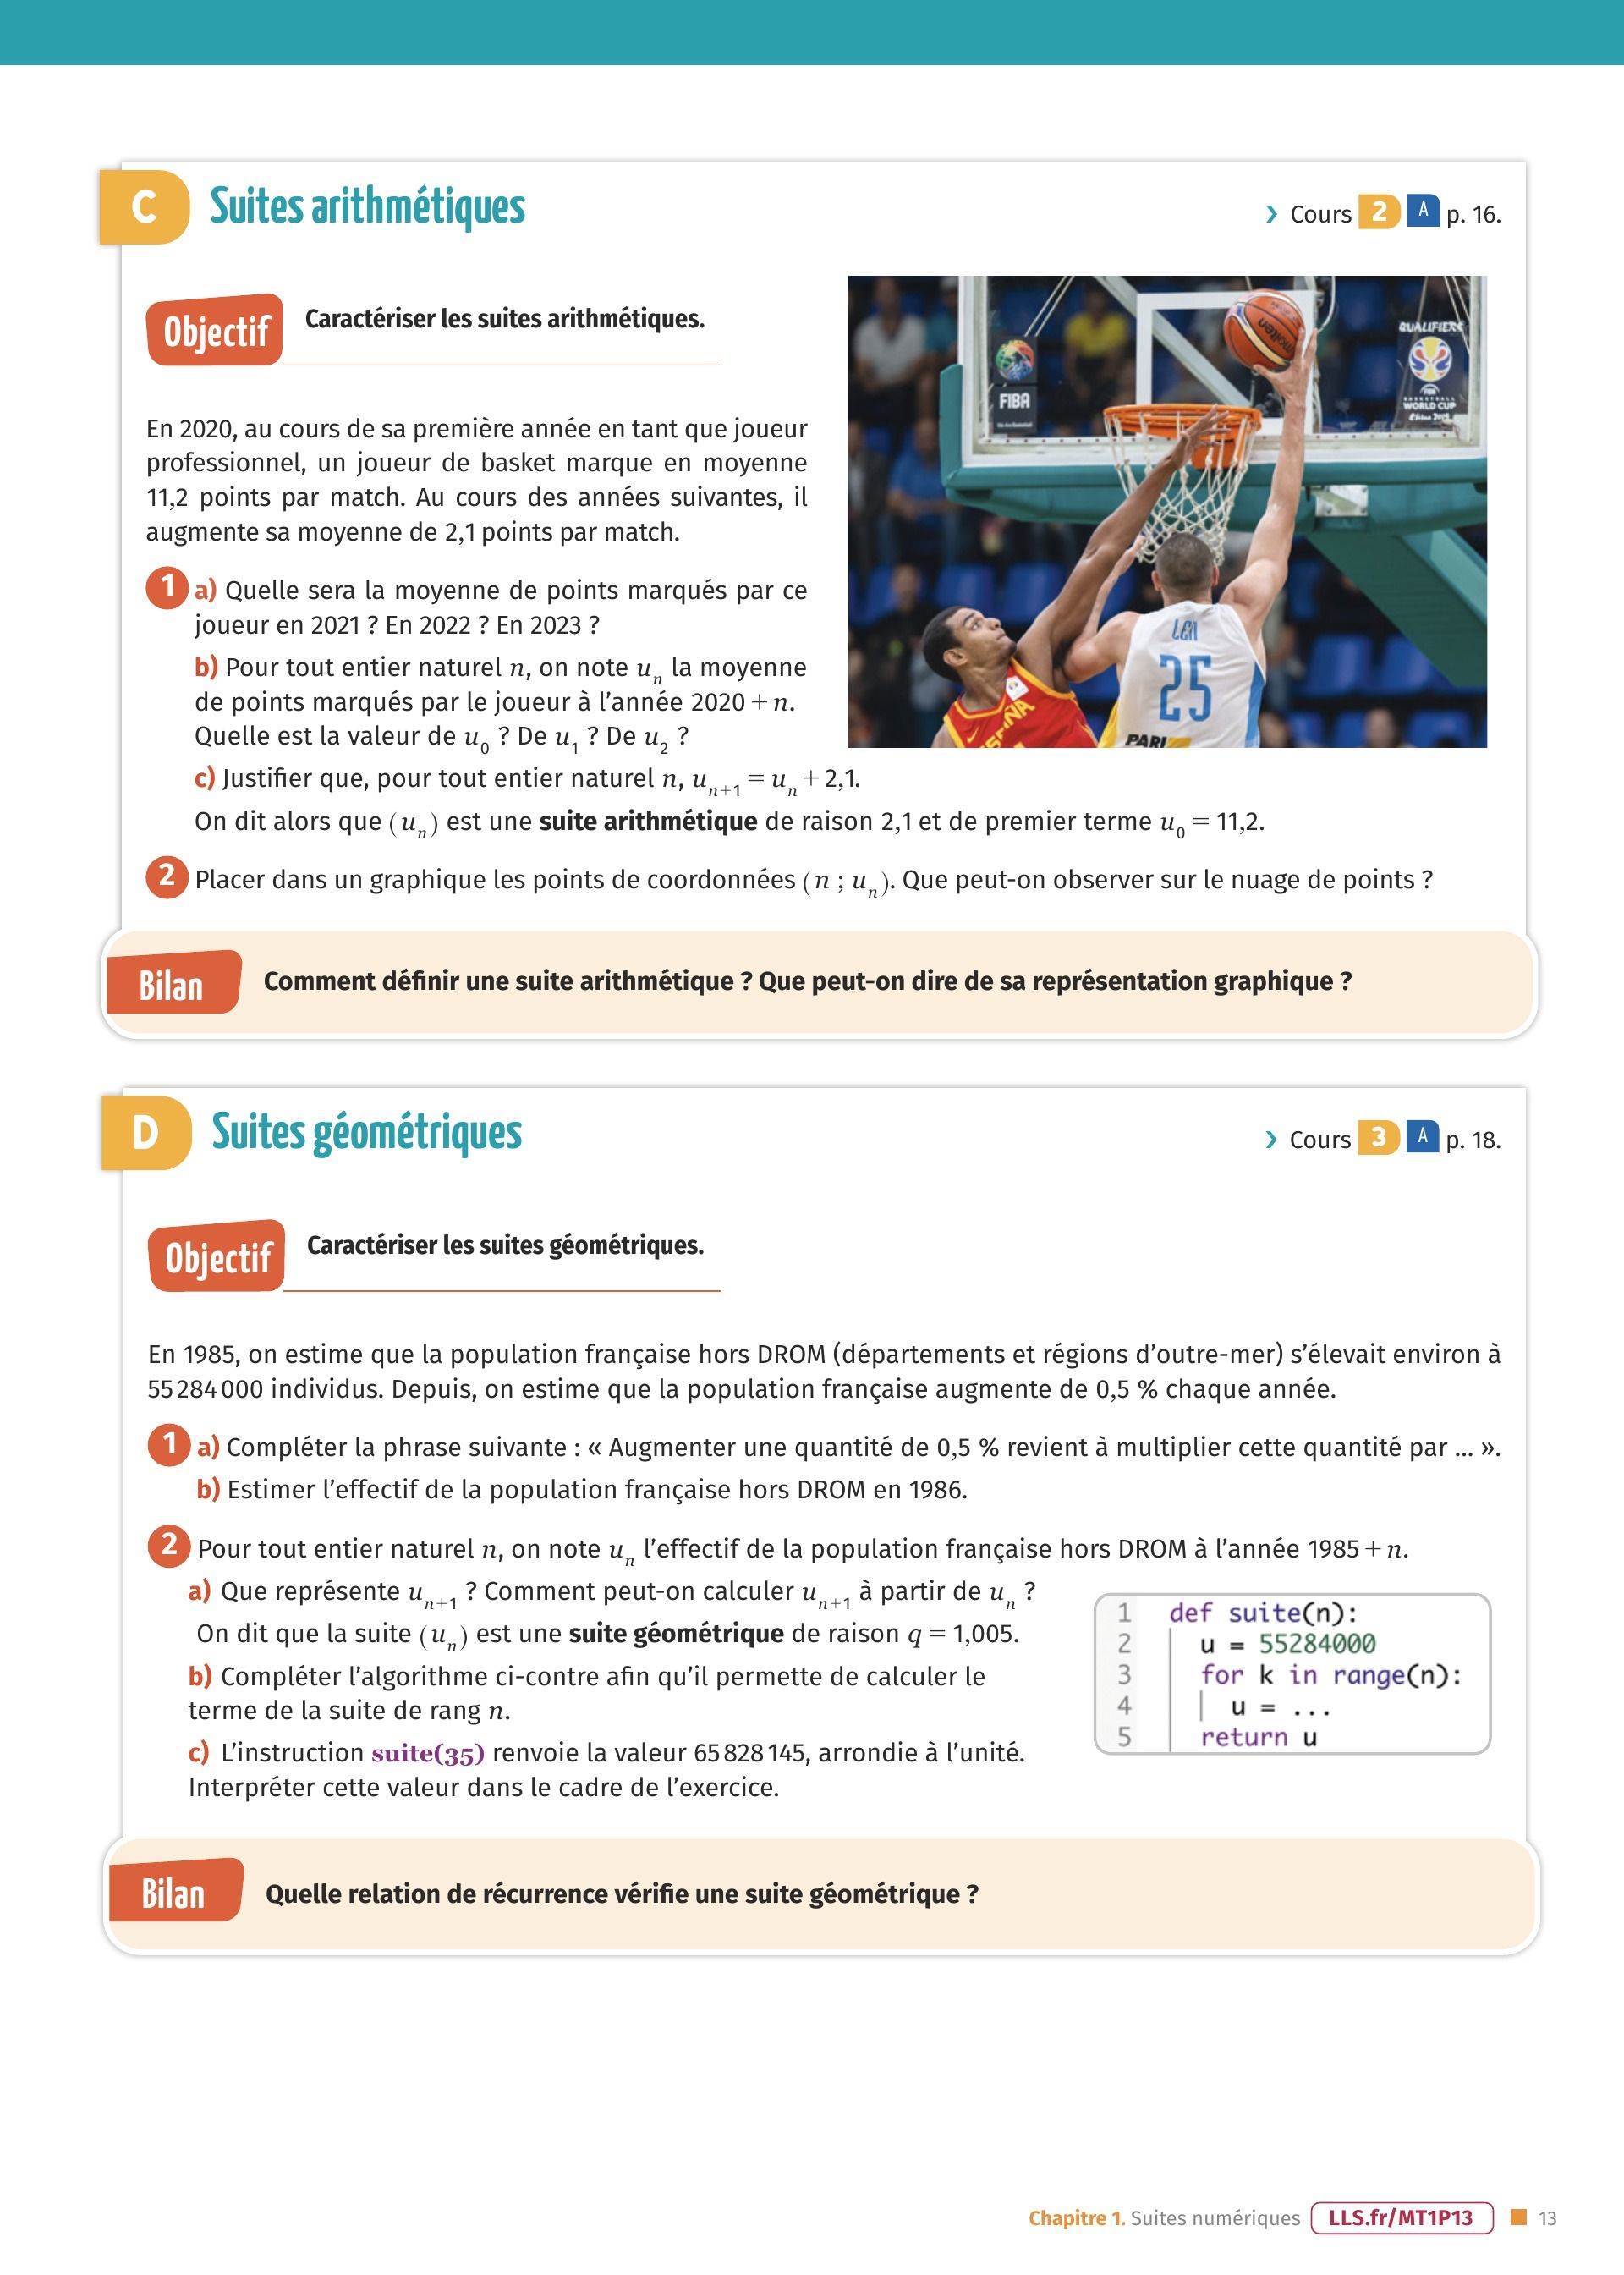 C
Suites arithmétiques
› Cours 2 A p. 16.
Objectif
Caractériser les suites arithmétiques.
En 2020, au cours de sa première année en tant que joueur
professionnel, un joueur de basket marque en moyenne
11,2 points par match. Au cours des années suivantes, il
augmente sa moyenne de 2,1 points par match.
1 a) Quelle sera la moyenne de points marqués par ce
joueur en 2021 ? En 2022 ? En 2023 ?
b) Pour tout entier naturel n, on note uₙ la moyenne
de points marqués par le joueur à l’année 2020 + n.
Quelle est la valeur de u₀ ? De u₁ ? De u₂ ?
c) Justifier que, pour tout entier naturel n, uₙ₊₁ = uₙ + 2,1.
On dit alors que (uₙ) est une suite arithmétique de raison 2,1 et de premier terme u₀ = 11,2.
2 Placer dans un graphique les points de coordonnées (n ; uₙ). Que peut-on observer sur le nuage de points ?
FIBA
molten
QUALIFIERS
FIBA
BASKETBALL
WORLD CUP
LEN
25
PARI
Bilan
Comment définir une suite arithmétique ? Que peut-on dire de sa représentation graphique ?
D
Suites géométriques
› Cours 3 A p. 18.
Objectif
Caractériser les suites géométriques.
En 1985, on estime que la population française hors DROM (départements et régions d’outre-mer) s’élevait environ à
55 284 000 individus. Depuis, on estime que la population française augmente de 0,5 % chaque année.
1 a) Compléter la phrase suivante : « Augmenter une quantité de 0,5 % revient à multiplier cette quantité par ... ».
b) Estimer l’effectif de la population française hors DROM en 1986.
2 Pour tout entier naturel n, on note uₙ l’effectif de la population française hors DROM à l’année 1985 + n.
a) Que représente uₙ₊₁ ? Comment peut-on calculer uₙ₊₁ à partir de uₙ ?
On dit que la suite (uₙ) est une suite géométrique de raison q = 1,005.
b) Compléter l’algorithme ci-contre afin qu’il permette de calculer le
terme de la suite de rang n.
c) L’instruction suite(35) renvoie la valeur 65 828 145, arrondie à l’unité.
Interpréter cette valeur dans le cadre de l’exercice.
1 def suite(n):
2 u = 55284000
3 for k in range(n):
4 u = ...
5 return u
Bilan
Quelle relation de récurrence vérifie une suite géométrique ?
Chapitre 1. Suites numériques LLS.fr/MT1P13 13